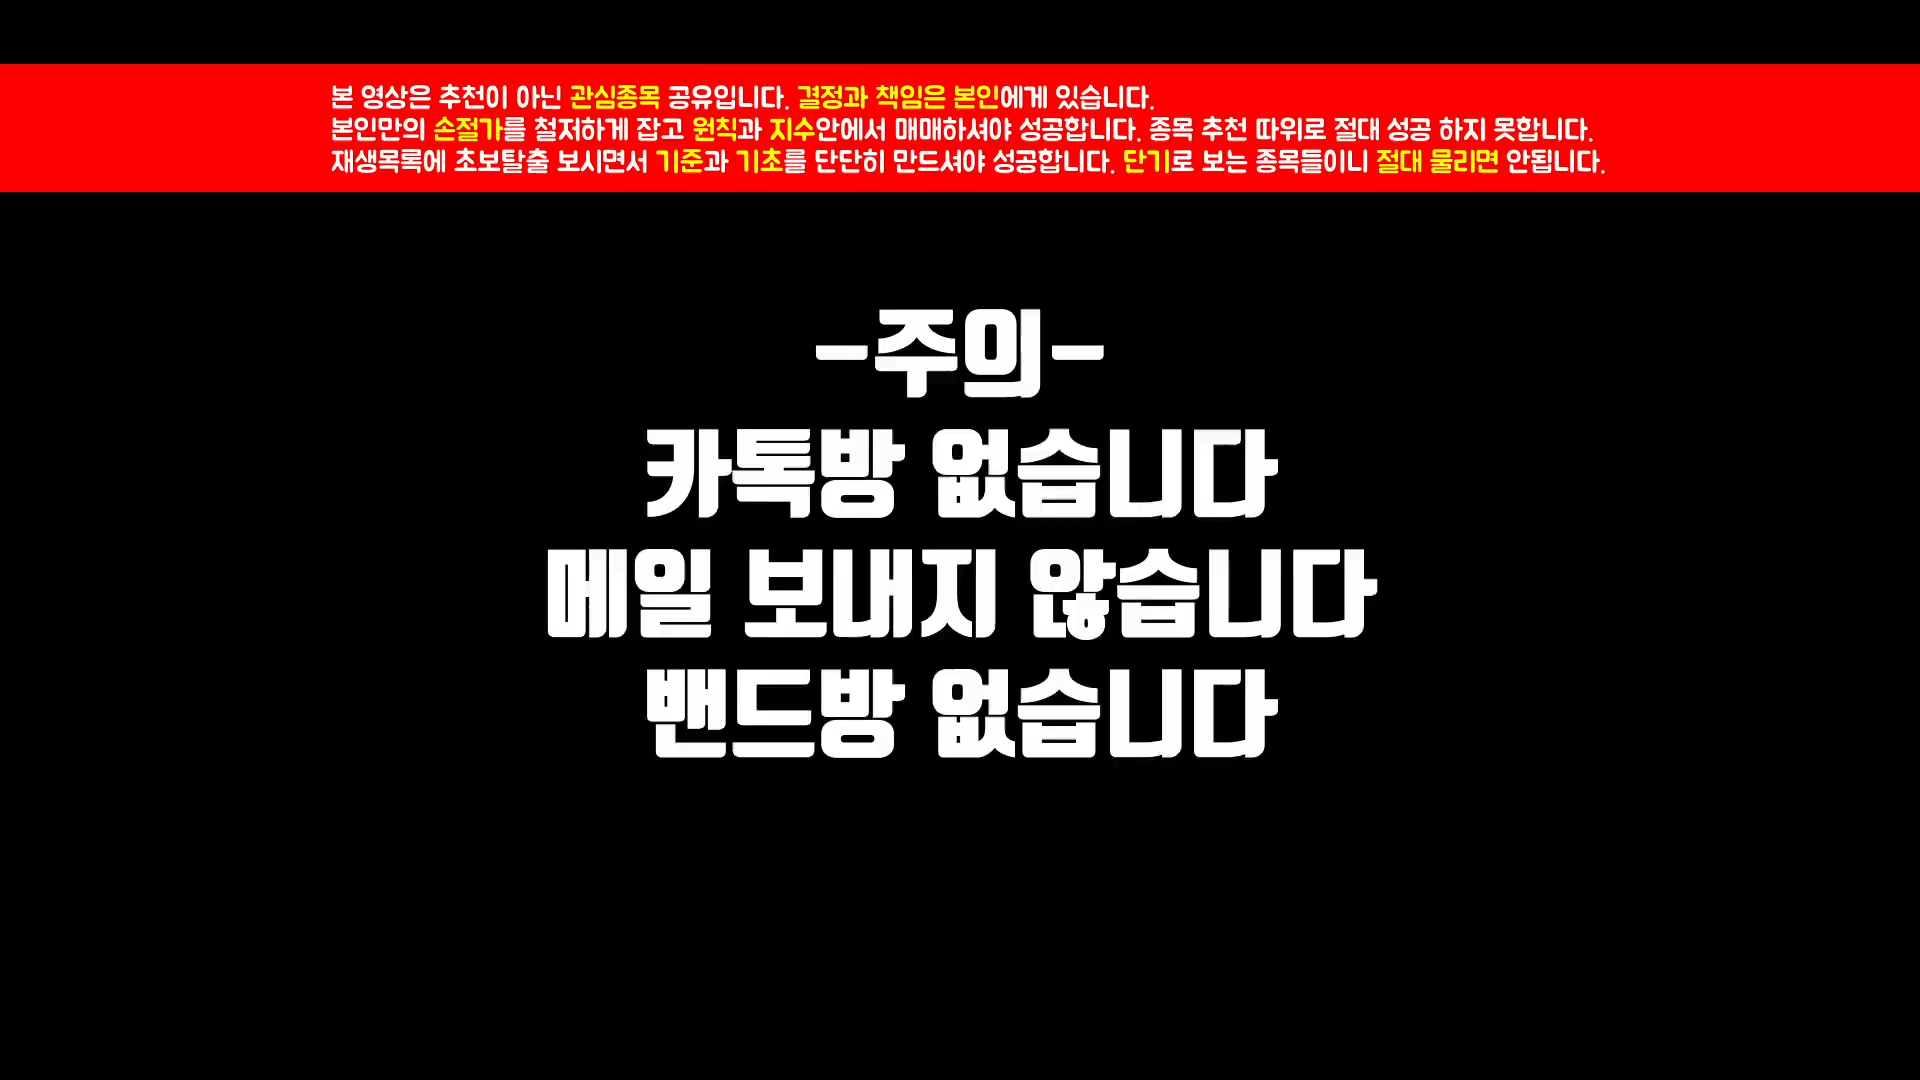 본 영상은 추천이 아닌 관심종목 공유입니다. 결정과 책임은 본인에게 있습니다.
본인만의 손절가를 철저하게 잡고 원칙과 지수안에서 매매하셔야 성공합니다. 종목 추천 따위로 절대 성공 하지 못합니다.
재생목록에 초보탈출 보시면서 기준과 기초를 단단히 만드셔야 성공합니다. 단기로 보는 종목들이니 절대 물리면 안됩니다.
-주의-
카톡방 없습니다
메일 보내지 않습니다
밴드방 없습니다